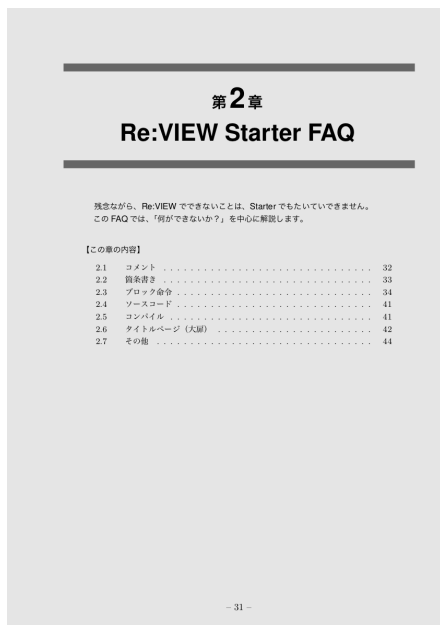 第2章
Re:VIEW Starter FAQ
残念ながら、Re:VIEW でできないことは、Starter でもたいていできません。
この FAQ では、「何ができないか？」を中心に解説します。
【この章の内容】
2.1 コメント . . . . . . . . . . . . . . . . . . . . . . . . . . . . . . . 32
2.2 箇条書き . . . . . . . . . . . . . . . . . . . . . . . . . . . . . . . 33
2.3 ブロック命令 . . . . . . . . . . . . . . . . . . . . . . . . . . . . . 34
2.4 ソースコード . . . . . . . . . . . . . . . . . . . . . . . . . . . . . 41
2.5 コンパイル . . . . . . . . . . . . . . . . . . . . . . . . . . . . . . 41
2.6 タイトルページ（大扉） . . . . . . . . . . . . . . . . . . . . . . . 42
2.7 その他 . . . . . . . . . . . . . . . . . . . . . . . . . . . . . . . . 44
– 31 –